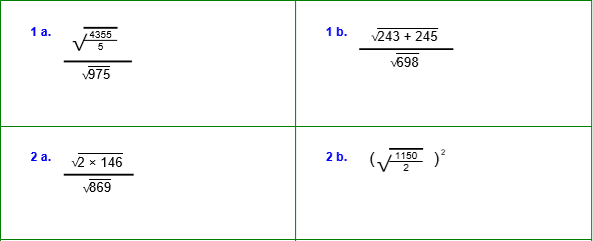 1 a. √(4355/5) / √975
1 b. √243 + 245 / √698
2 a. √2 × 146 / √869
2 b. (√(1150/2))²